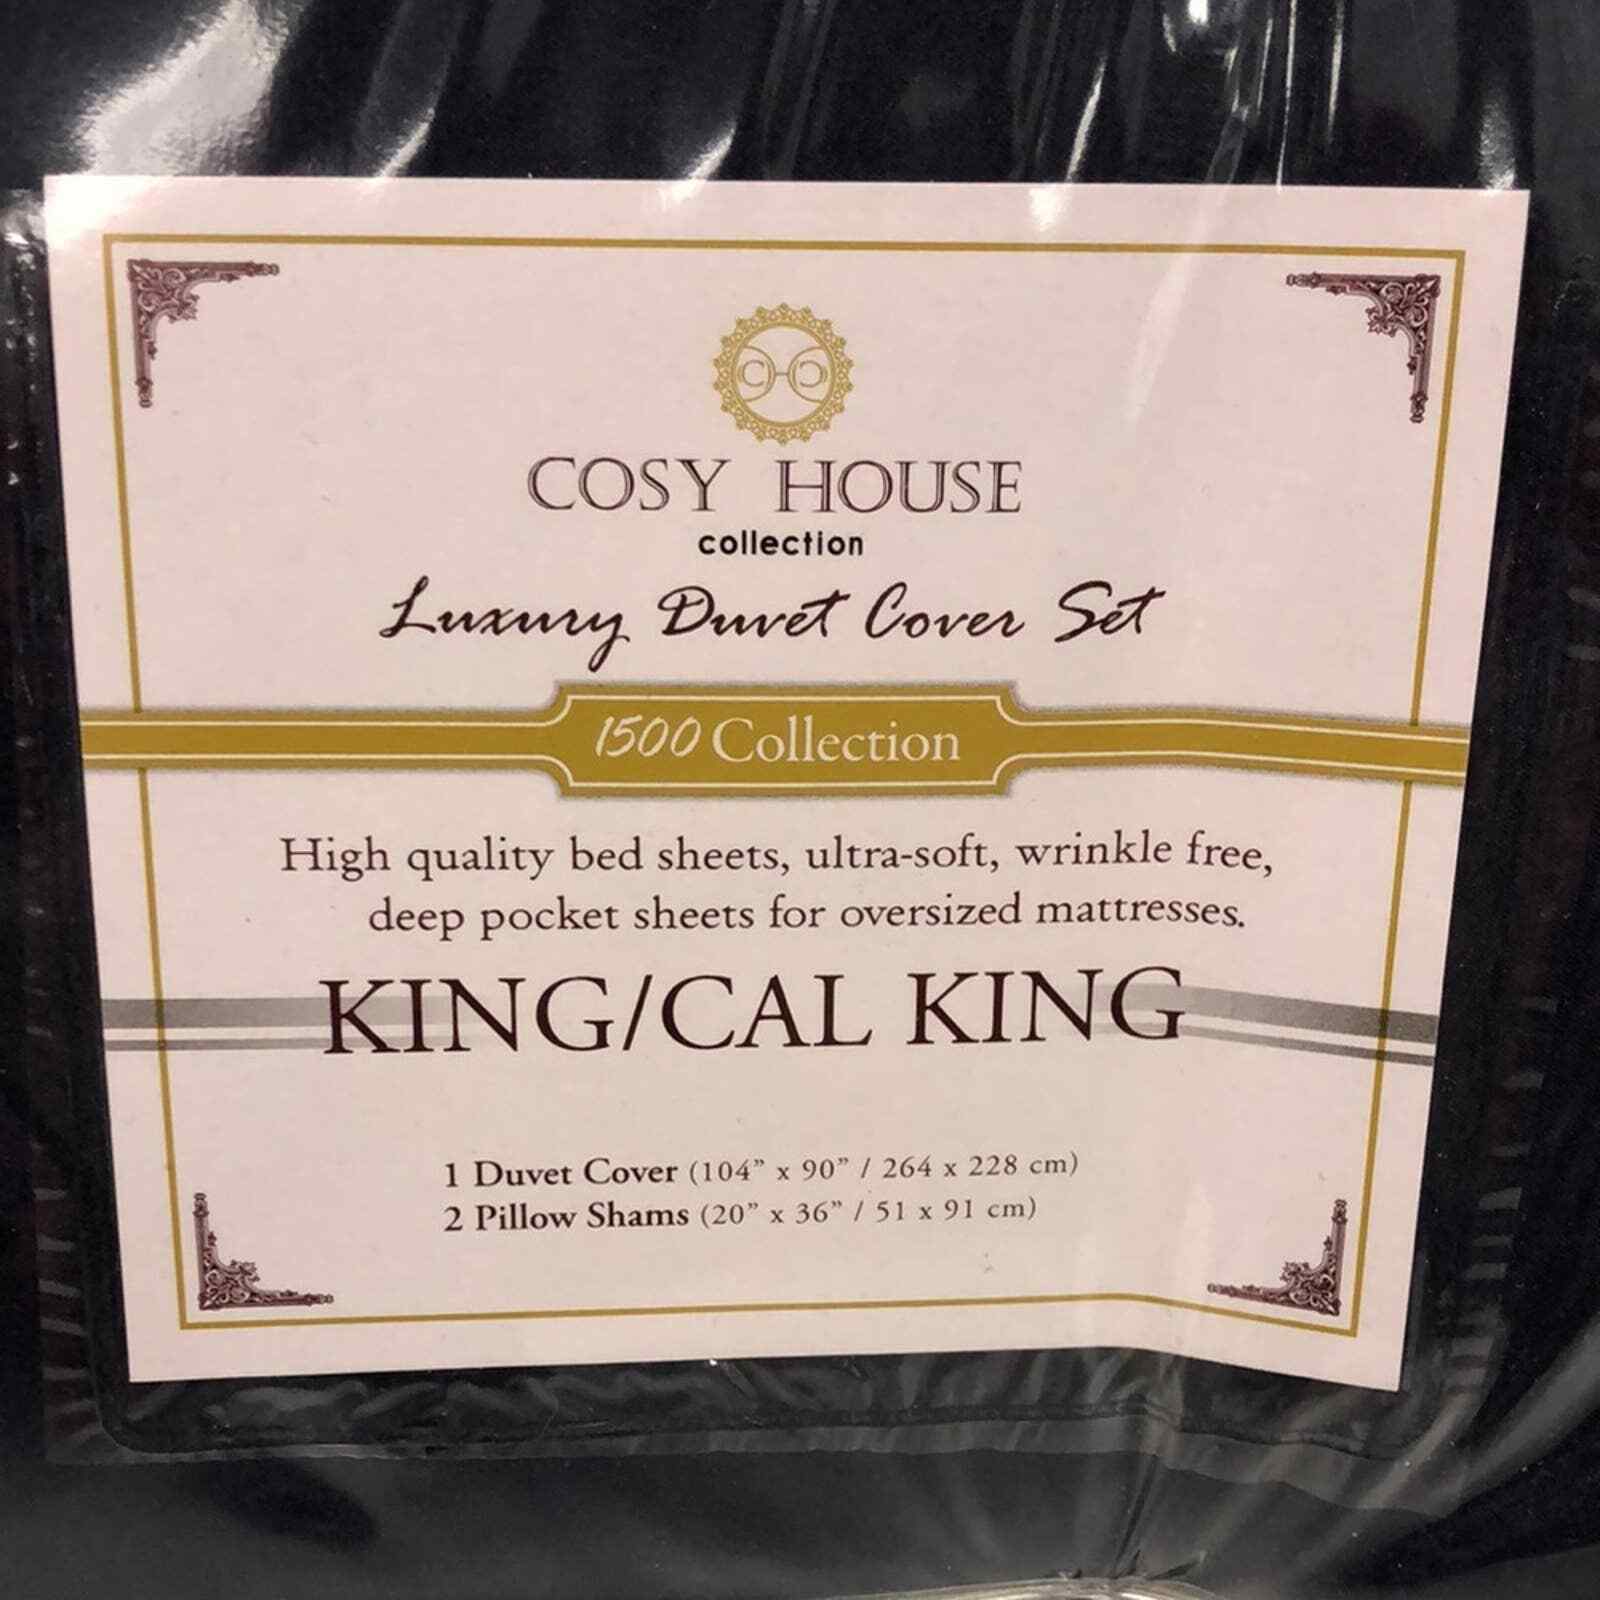 COSY HOUSE
collection
Luxury Duvet Cover Set
1500 Collection
High quality bed sheets, ultra-soft, wrinkle free,
deep pocket sheets for oversized mattresses.
KING/CAL KING
1 Duvet Cover (104” x 90” / 264 x 228 cm)
2 Pillow Shams (20” x 36” / 51 x 91 cm)